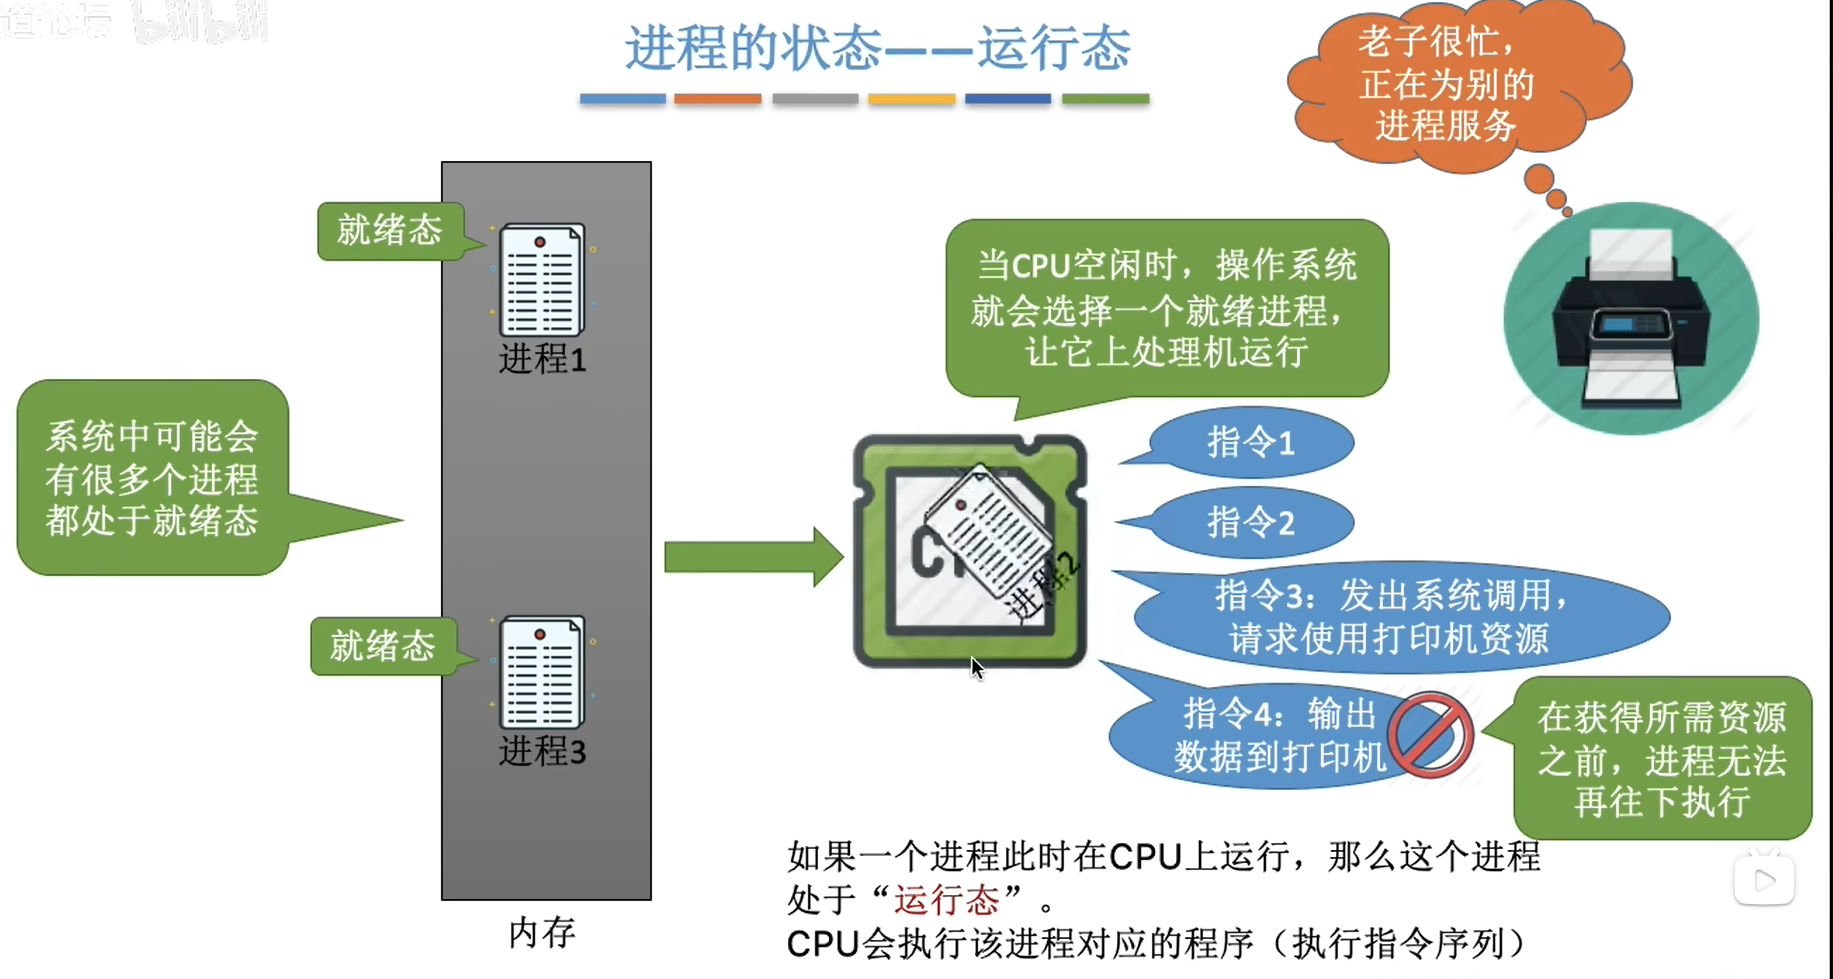 道论坛 bilibili
进程的状态——运行态
老子很忙，
正在为别的
进程服务
就绪态
进程1
当CPU空闲时，操作系统
就会选择一个就绪进程，
让它上处理机运行
系统中可能会
有很多个进程
都处于就绪态
指令1
指令2
进程2
指令3：发出系统调用，
请求使用打印机资源
就绪态
进程3
指令4：输出
数据到打印机
在获得所需资源
之前，进程无法
再往下执行
如果一个进程此时在CPU上运行，那么这个进程
处于“运行态”。
CPU会执行该进程对应的程序（执行指令序列）
内存